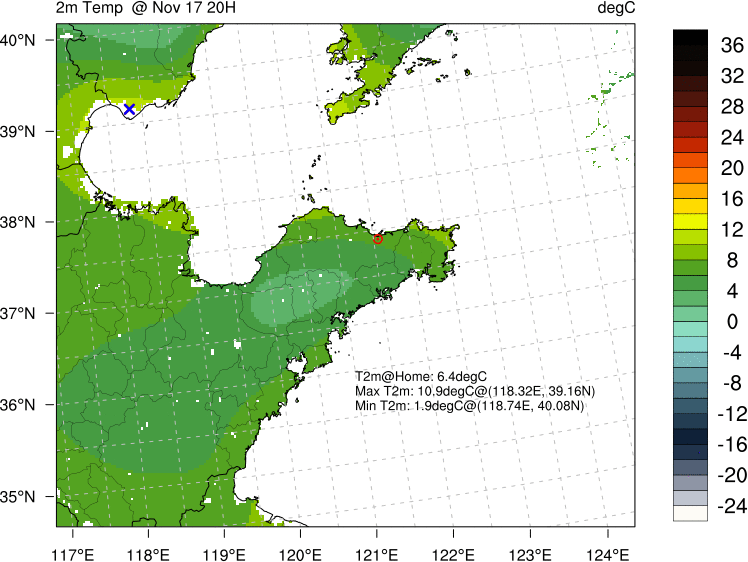 2m Temp @ Nov 17 20H
degC
40°N
39°N
38°N
37°N
36°N
35°N
117°E
118°E
119°E
120°E
121°E
122°E
123°E
124°E
T2m@Home: 6.4degC
Max T2m: 10.9degC@(118.32E, 39.16N)
Min T2m: 1.9degC@(118.74E, 40.08N)
36
32
28
24
20
16
12
8
4
0
-4
-8
-12
-16
-20
-24